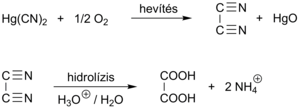 Hg(CN)2 + 1/2 O2 hevítés C≡N C≡N + HgO
C≡N C≡N hidrolízis H3O⊕ / H2O COOH COOH + 2 NH4⊕